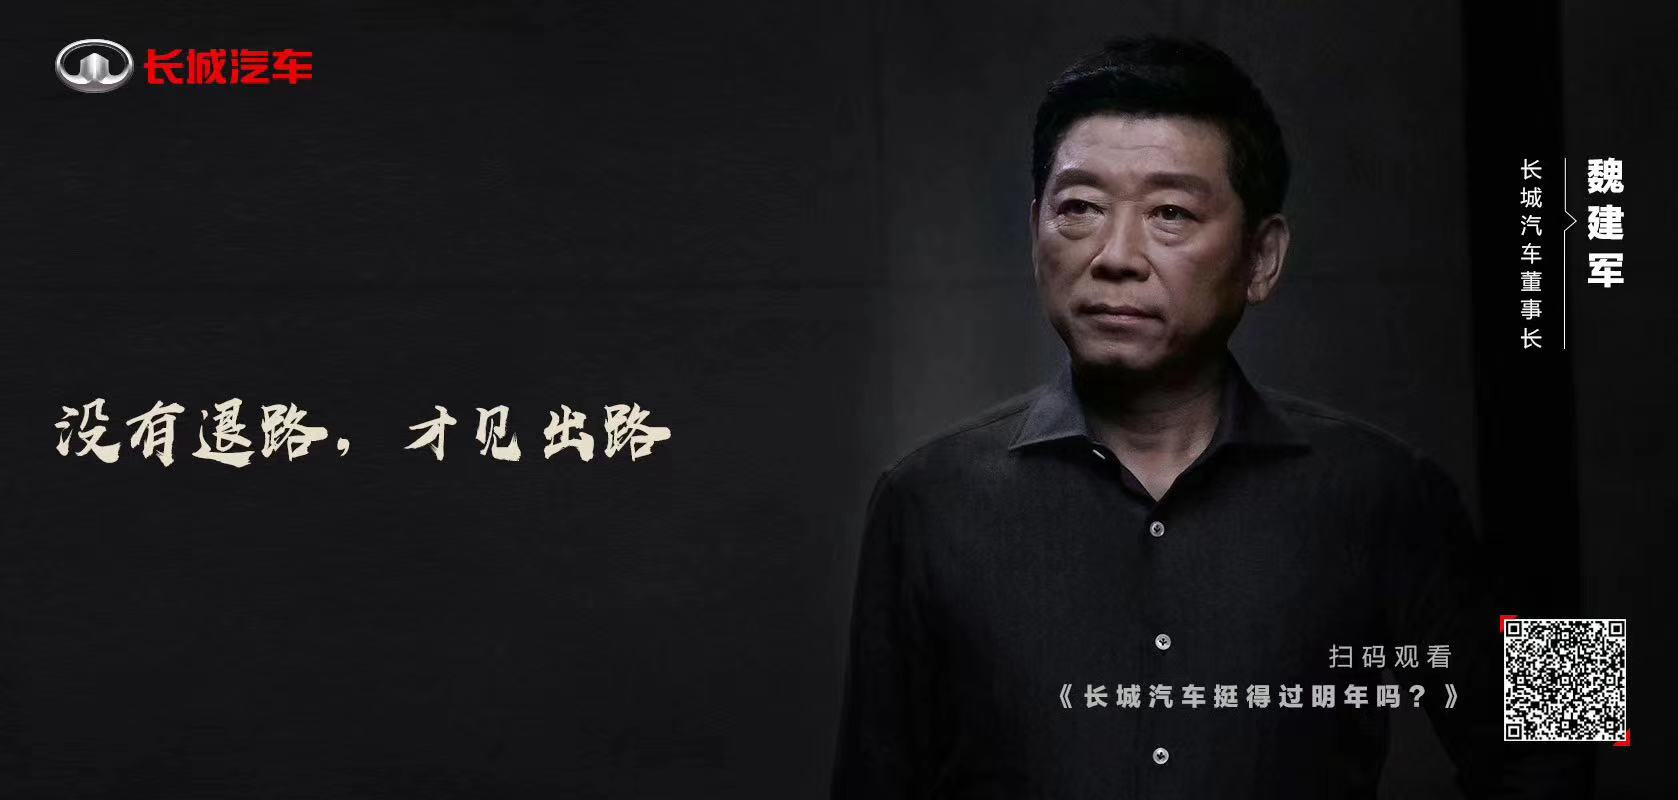 长城汽车
魏建军
长城汽车董事长
没有退路，才见出路
扫码观看
《长城汽车挺得过明年吗？》